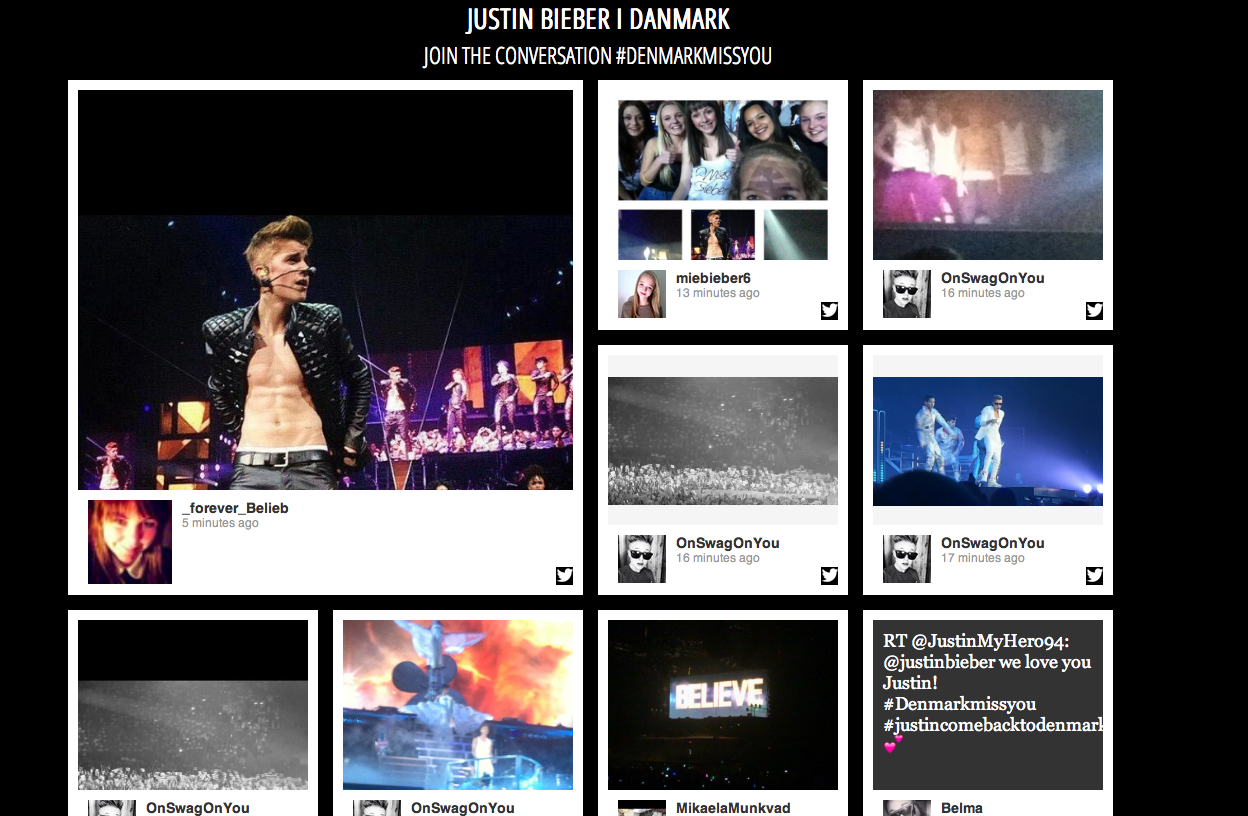 JUSTIN BIEBER I DANMARK
JOIN THE CONVERSATION #DENMARKMISSYOU
_forever_Belieb
5 minutes ago
Miss
Bieber
miebieber6
13 minutes ago
OnSwagOnYou
16 minutes ago
OnSwagOnYou
16 minutes ago
OnSwagOnYou
17 minutes ago
OnSwagOnYou
OnSwagOnYou
BELIEVE
MikaelaMunkvad
RT @JustinMyHero94:
@justinbieber we love you
Justin!
#Denmarkmissyou
#justincomebacktodenmark
💕
Belma